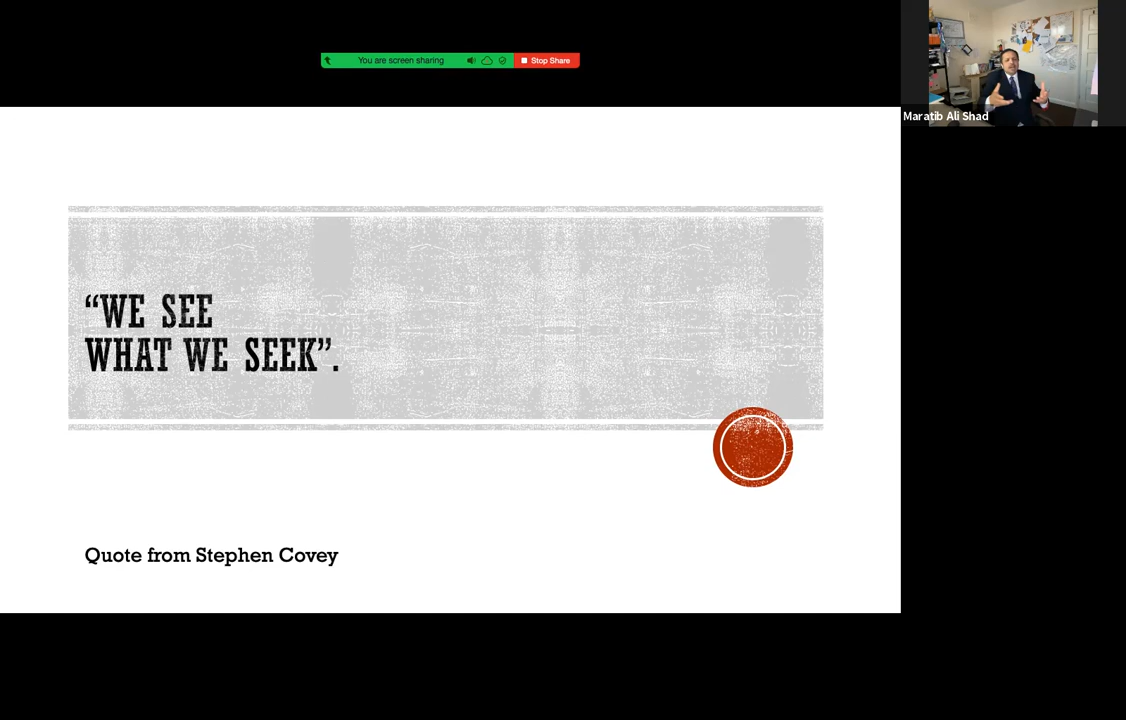 You are screen sharing
Stop Share
Maratib Ali Shad
“WE SEE
WHAT WE SEEK”.
Quote from Stephen Covey